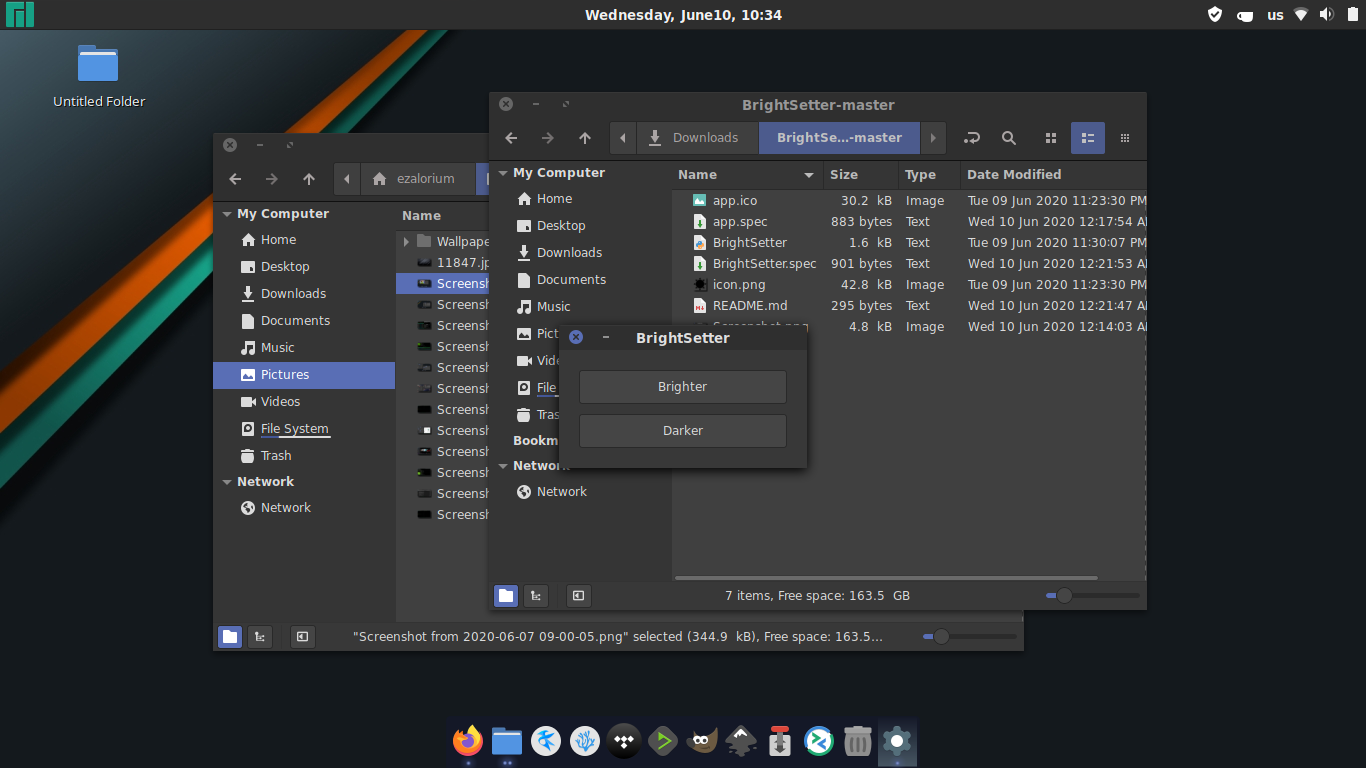 Wednesday, June10, 10:34
us
Untitled Folder
BrightSetter-master
Downloads
BrightSe...-master
My Computer
Home
Desktop
Downloads
Documents
Music
Pict
Vide
File
Tras
Bookm
Network
Network
Name Size Type Date Modified
app.ico 30.2 kB Image Tue 09 Jun 2020 11:23:30 PM
app.spec 883 bytes Text Wed 10 Jun 2020 12:17:54 A
BrightSetter 1.6 kB Text Tue 09 Jun 2020 11:30:07 PM
BrightSetter.spec 901 bytes Text Wed 10 Jun 2020 12:21:53 A
icon.png 42.8 kB Image Tue 09 Jun 2020 11:23:30 PM
README.md 295 bytes Text Wed 10 Jun 2020 12:21:47 A
Screenshot.png 4.8 kB Image Wed 10 Jun 2020 12:14:03 A
7 items, Free space: 163.5 GB
BrightSetter
Brighter
Darker
ezalorium
My Computer
Home
Desktop
Downloads
Documents
Music
Pictures
Videos
File System
Trash
Network
Network
Name
Wallpape
11847.jp
Screensh
Screensh
Screensh
Screensh
Screensh
Screensh
Screensh
Screensh
Screensh
Screensh
Screensh
Screensh
"Screenshot from 2020-06-07 09-00-05.png" selected (344.9 kB), Free space: 163.5...